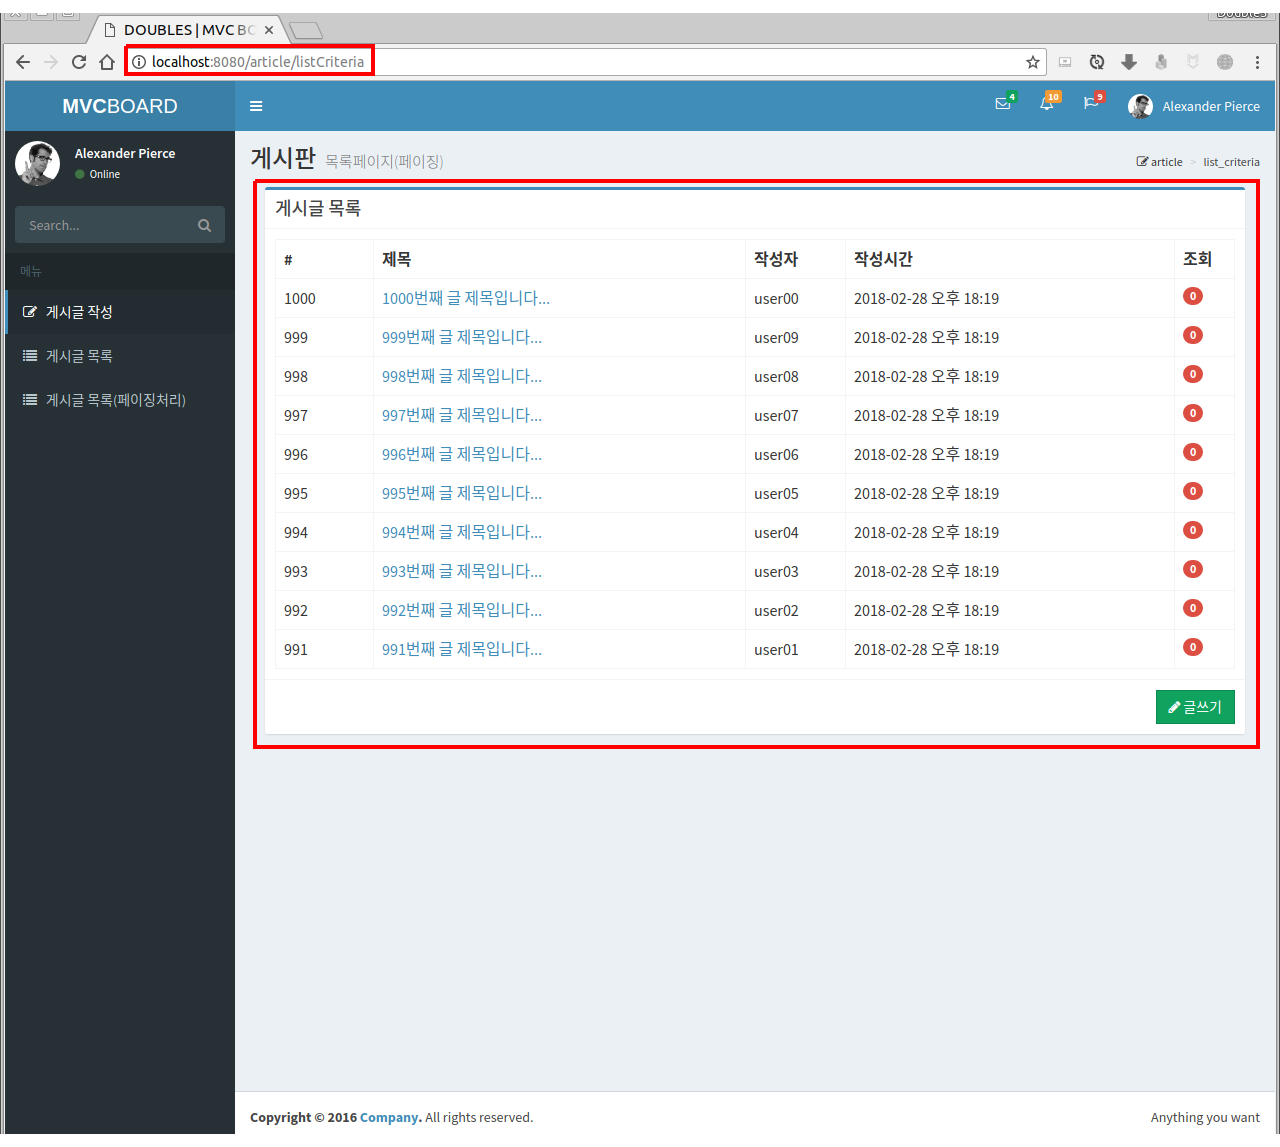 Doubles
DOUBLES | MVC BC
localhost:8080/article/listCriteria
MVCBOARD
4
10
9
Alexander Pierce
Alexander Pierce
Online
Search...
메뉴
게시글 작성
게시글 목록
게시글 목록(페이징처리)
게시판 목록페이지(페이징)
article > list_criteria
게시글 목록
# 제목 작성자 작성시간 조회
1000 1000번째 글 제목입니다... user00 2018-02-28 오후 18:19 0
999 999번째 글 제목입니다... user09 2018-02-28 오후 18:19 0
998 998번째 글 제목입니다... user08 2018-02-28 오후 18:19 0
997 997번째 글 제목입니다... user07 2018-02-28 오후 18:19 0
996 996번째 글 제목입니다... user06 2018-02-28 오후 18:19 0
995 995번째 글 제목입니다... user05 2018-02-28 오후 18:19 0
994 994번째 글 제목입니다... user04 2018-02-28 오후 18:19 0
993 993번째 글 제목입니다... user03 2018-02-28 오후 18:19 0
992 992번째 글 제목입니다... user02 2018-02-28 오후 18:19 0
991 991번째 글 제목입니다... user01 2018-02-28 오후 18:19 0
글쓰기
Copyright © 2016 Company. All rights reserved.
Anything you want